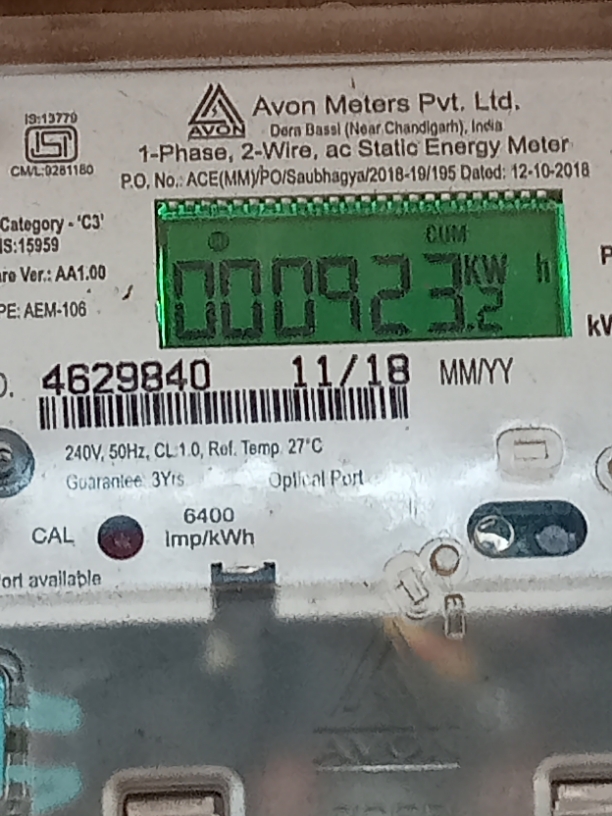 IS:13779
CM/L:9261160
AVON
Avon Meters Pvt. Ltd.
Dera Bassi (Near Chandigarh), India
1-Phase, 2-Wire, ac Static Energy Meter
P.O. No.: ACE(MM)/PO/Saubhagya/2018-19/195 Dated: 12-10-2018
Category - 'C3'
IS:15959
are Ver.: AA1.00
PE: AEM-106
CUM
000923.2 KW h
P
kW
O. 4629840 11/18 MM/YY
240V, 50Hz, CL 1.0, Ref. Temp. 27°C
Guarantee: 3Yrs Optical Port
CAL
6400
Imp/kWh
ort available
AVON